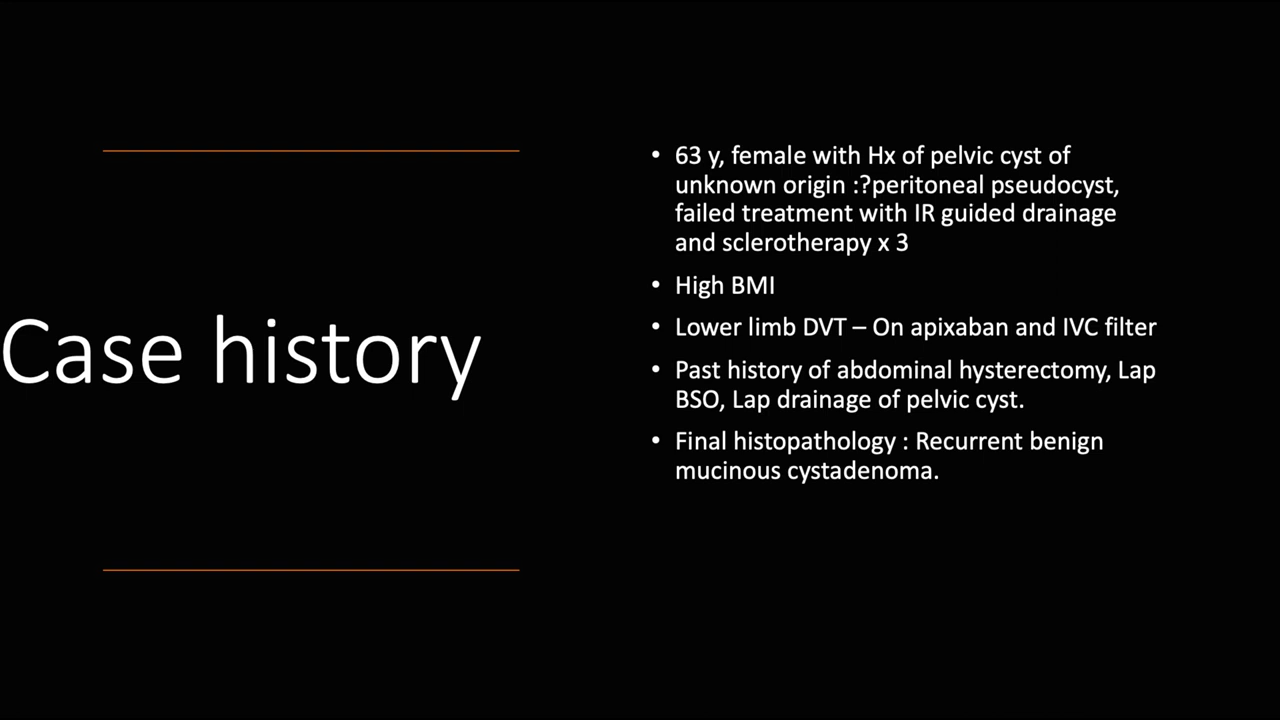 Case history
• 63 y, female with Hx of pelvic cyst of
unknown origin :?peritoneal pseudocyst,
failed treatment with IR guided drainage
and sclerotherapy x 3
• High BMI
• Lower limb DVT – On apixaban and IVC filter
• Past history of abdominal hysterectomy, Lap
BSO, Lap drainage of pelvic cyst.
• Final histopathology : Recurrent benign
mucinous cystadenoma.